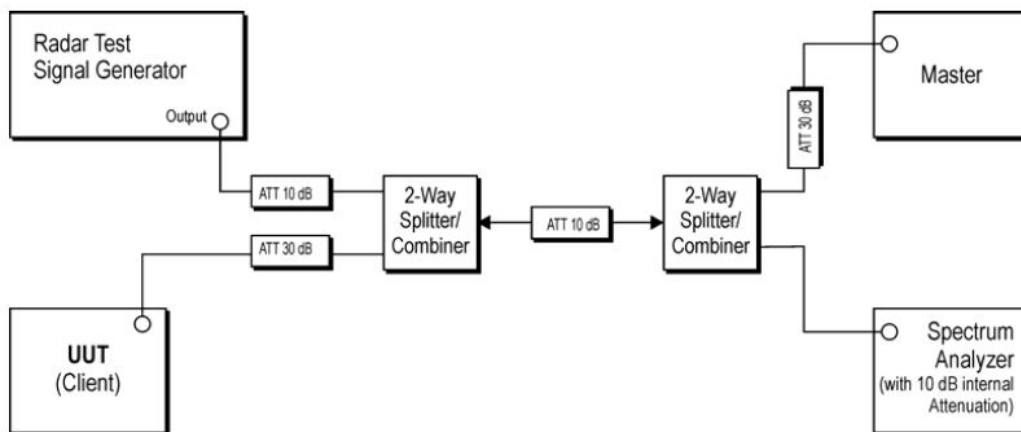 Radar Test
Signal Generator
Output
ATT 10 dB
2-Way
Splitter/
Combiner
ATT 30 dB
UUT
(Client)
ATT 10 dB
2-Way
Splitter/
Combiner
ATT 30 dB
Master
Spectrum
Analyzer
(with 10 dB internal
Attenuation)